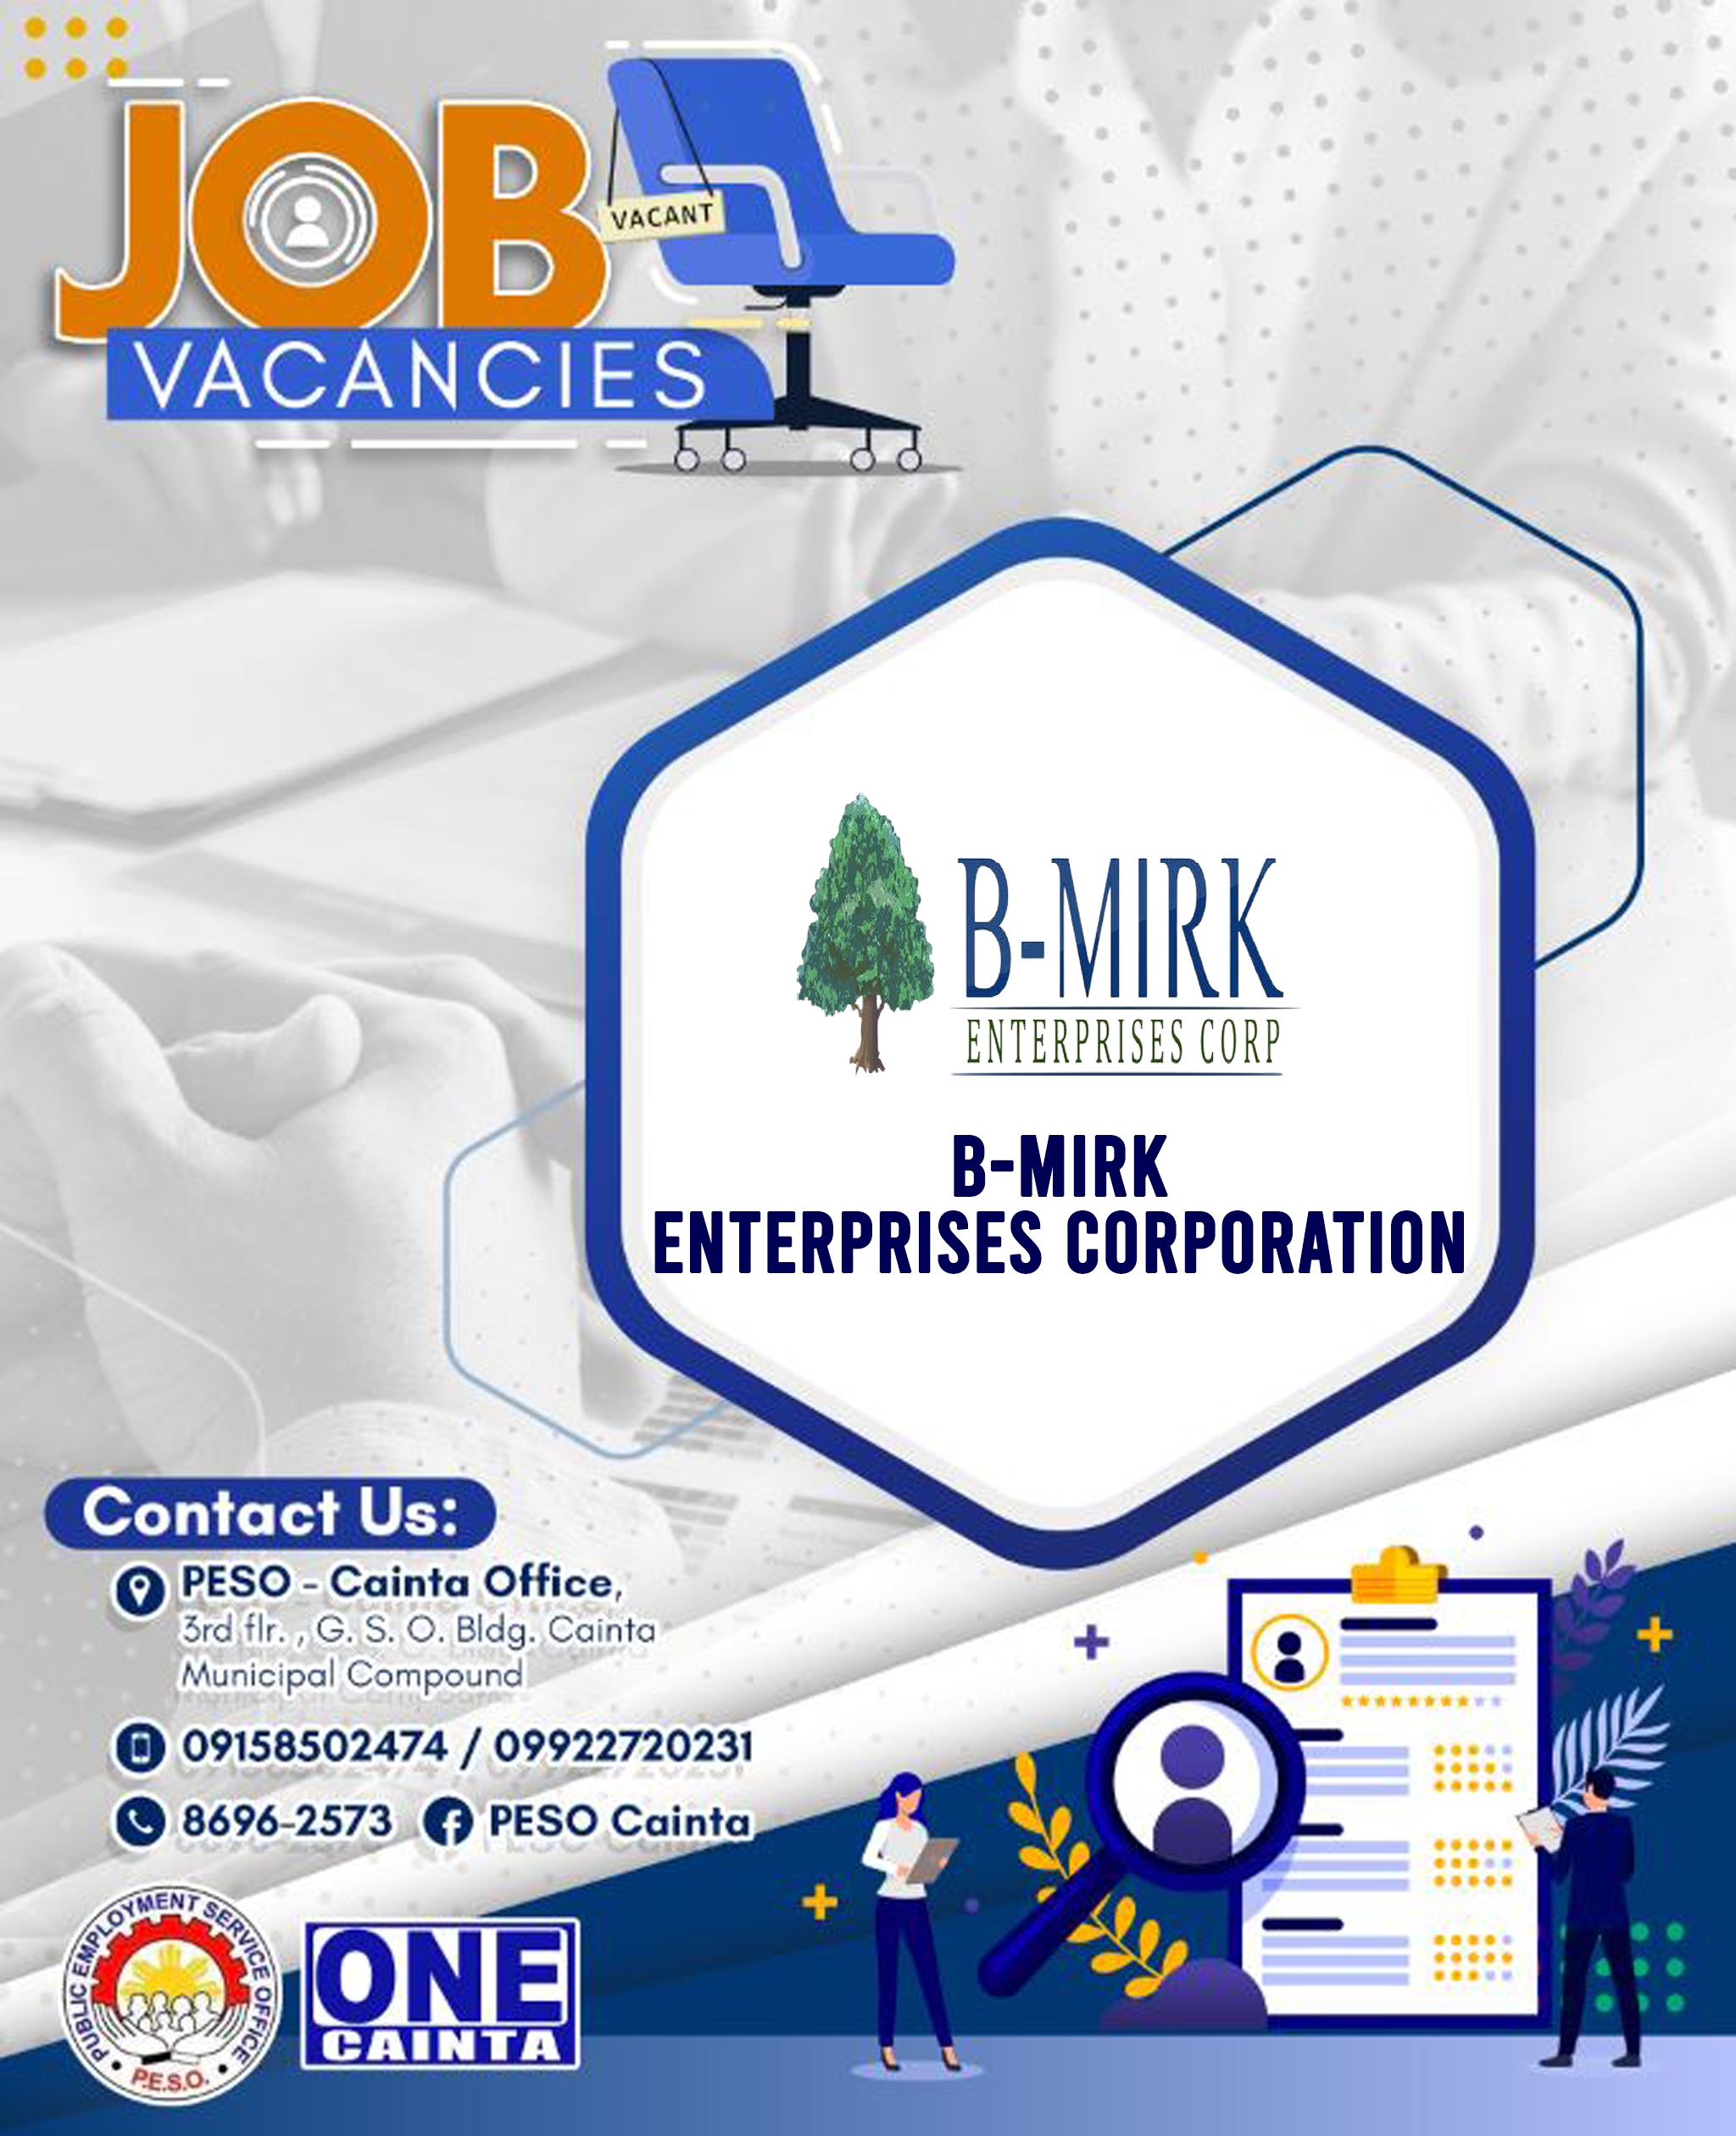 JOB
VACANT
VACANCIES
B-MIRK
ENTERPRISES CORP
B-MIRK
ENTERPRISES CORPORATION
Contact Us:
PESO - Cainta Office,
3rd flr. , G. S. O. Bldg. Cainta
Municipal Compound
09158502474 / 09922720231
8696-2573 PESO Cainta
PUBLIC EMPLOYMENT SERVICE OFFICE
P.E.S.O.
ONE
CAINTA